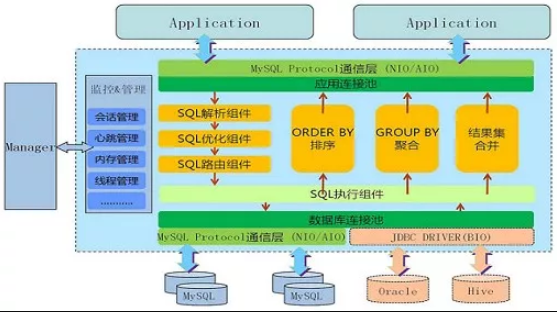 Application
Application
MySQL Protocol通信层 (NIO/AIO)
应用连接池
监控&管理
会话管理
心跳管理
内存管理
线程管理
...........
Manager
SQL解析组件
SQL优化组件
SQL路由组件
ORDER BY
排序
GROUP BY
聚合
结果集
合并
SQL执行组件
数据库连接池
MySQL Protocol通信层 (NIO/AIO)
JDBC DRIVER(BIO)
MySQL
MySQL
Oracle
Hive